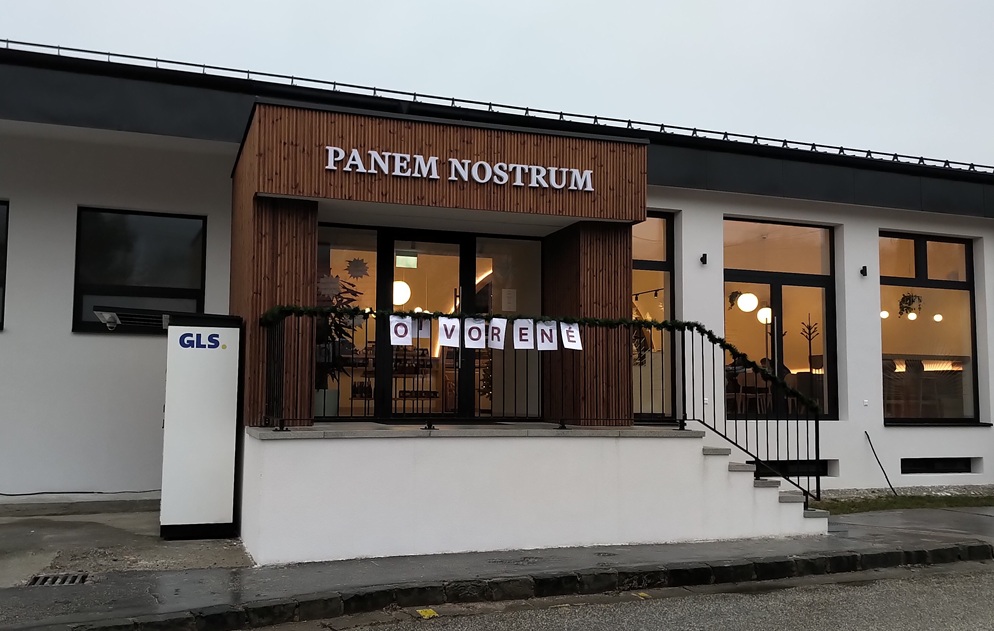 PANEM NOSTRUM
OTVORENÉ
GLS.